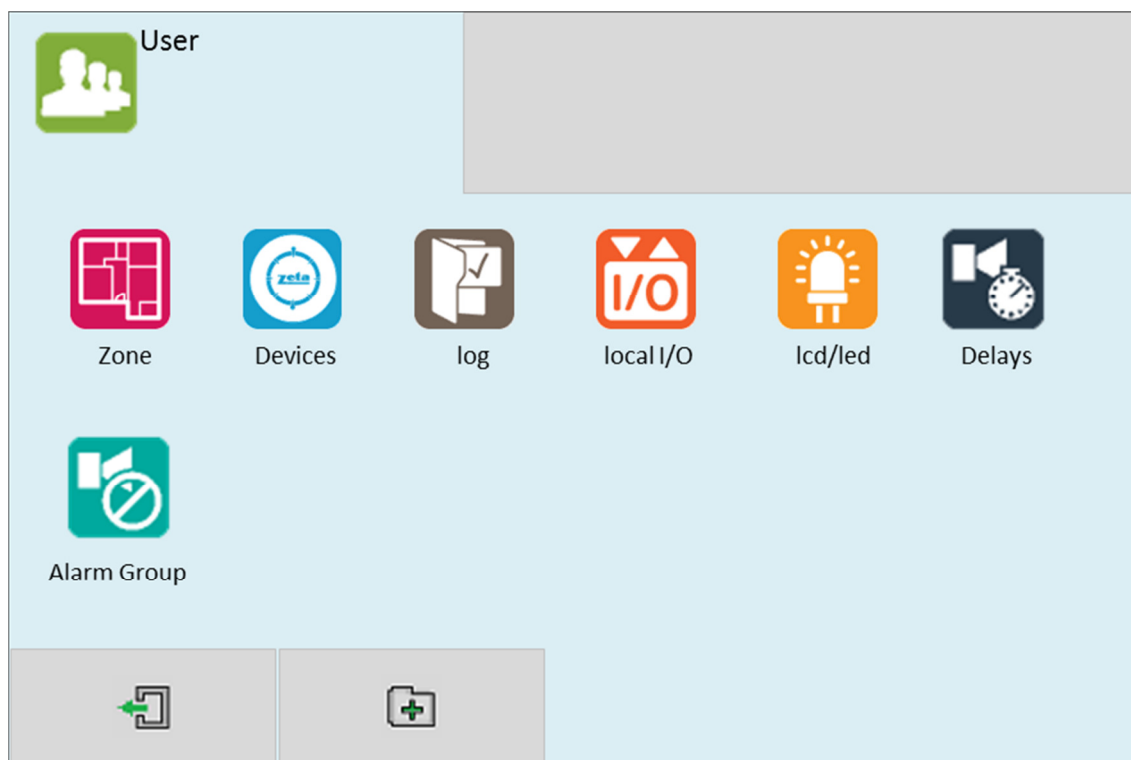 User
zeta
I/O
Zone
Devices
log
local I/O
lcd/led
Delays
Alarm Group